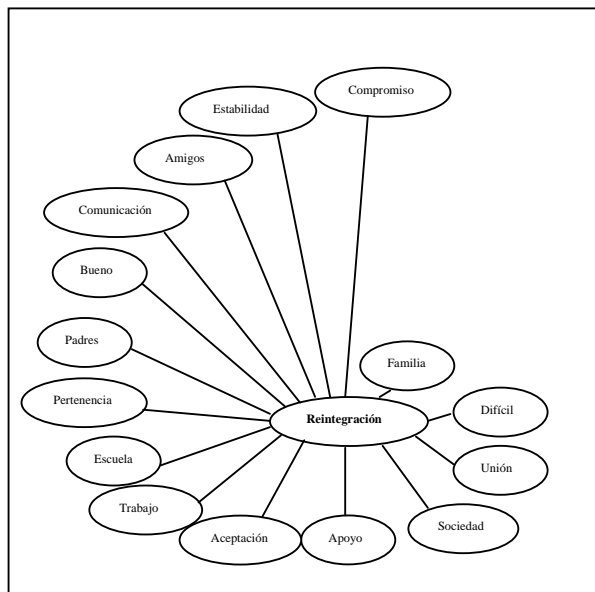 Compromiso
Estabilidad
Amigos
Comunicación
Bueno
Padres
Familia
Pertenencia
Reintegración
Difícil
Escuela
Unión
Trabajo
Sociedad
Aceptación
Apoyo